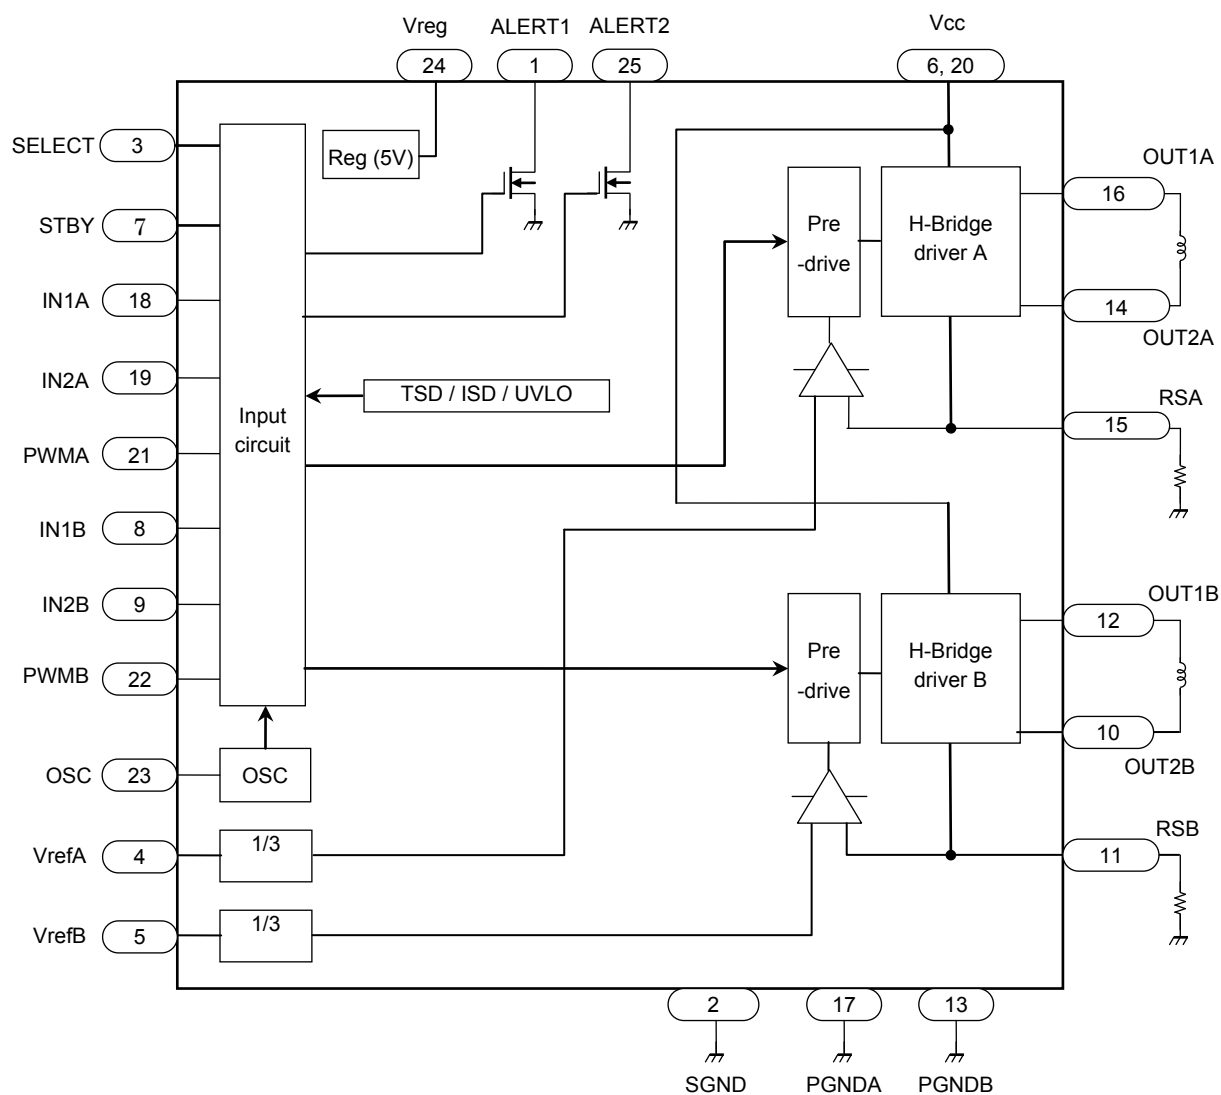 Vreg ALERT1 ALERT2 Vcc
24 1 25 6, 20
SELECT 3
Reg (5V)
OUT1A
16
STBY 7
Pre
-drive
H-Bridge
driver A
IN1A 18
14
OUT2A
IN2A 19
TSD / ISD / UVLO
RSA
15
Input
circuit
PWMA 21
IN1B 8
IN2B 9
OUT1B
12
Pre
-drive
H-Bridge
driver B
PWMB 22
10
OUT2B
OSC 23 OSC
RSB
11
VrefA 4 1/3
VrefB 5 1/3
2 17 13
SGND PGNDA PGNDB